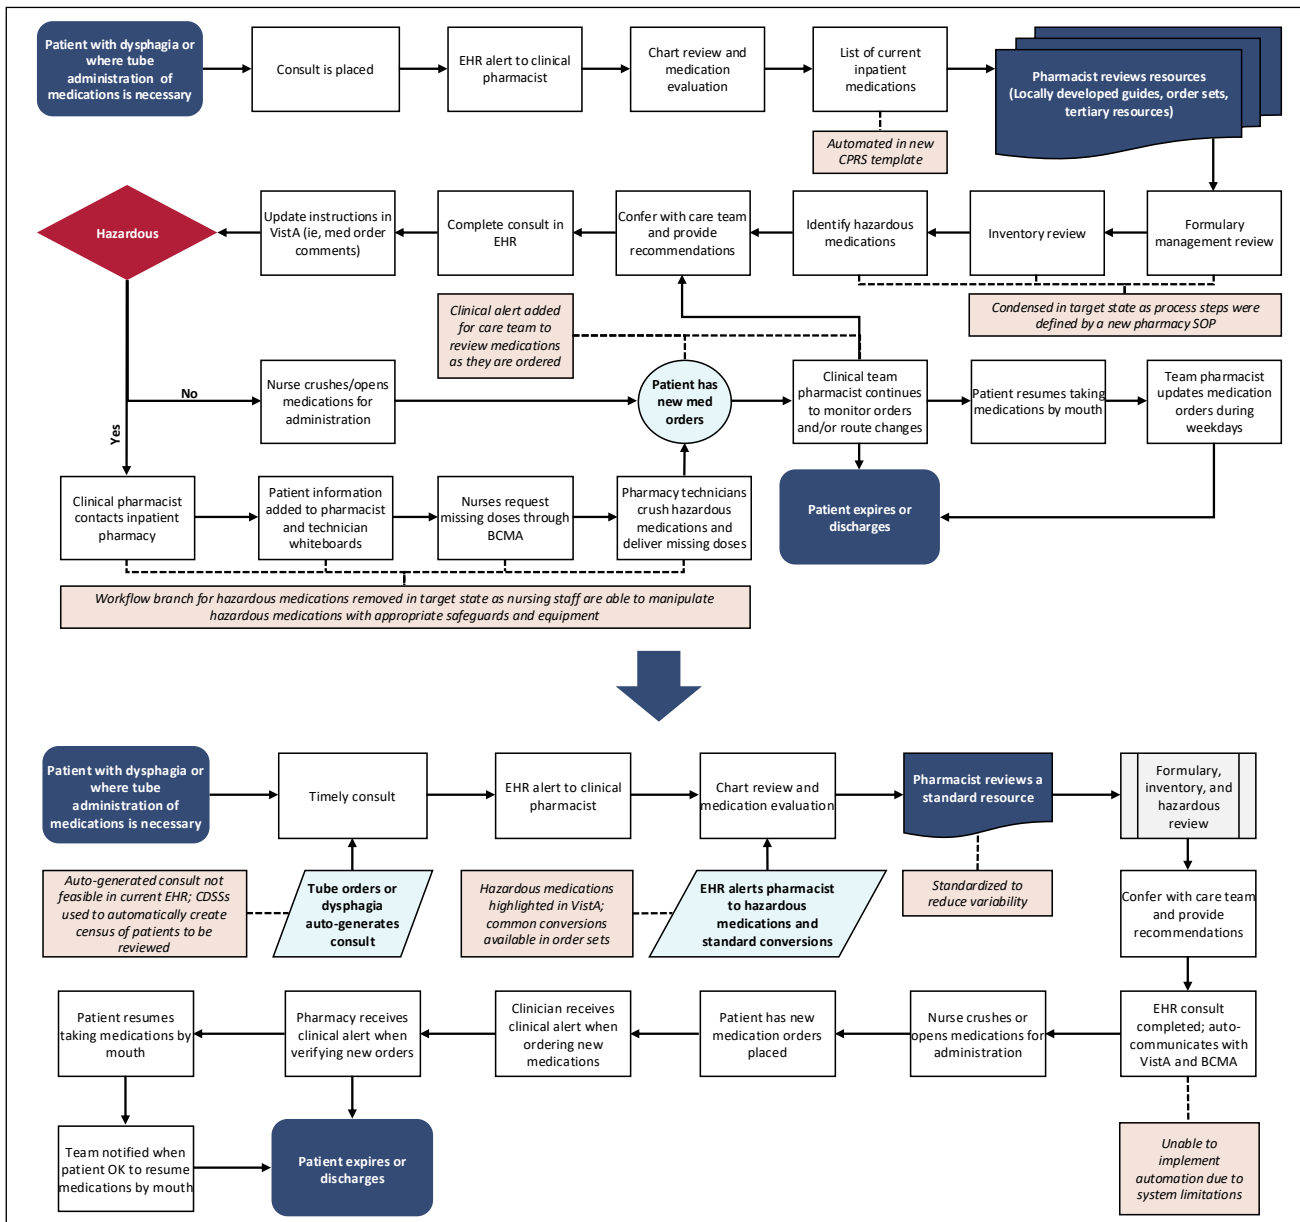 Patient with dysphagia or
where tube
administration of
medications is necessary
Consult is placed
EHR alert to clinical
pharmacist
Chart review and
medication
evaluation
List of current
inpatient
medications
Pharmacist reviews resources
(Locally developed guides, order sets,
tertiary resources)
Automated in new
CPRS template
Hazardous
Update instructions in
VistA (ie, med order
comments)
Complete consult in
EHR
Confer with care team
and provide
recommendations
Identify hazardous
medications
Inventory review
Formulary
management review
Clinical alert added
for care team to
review medications
as they are ordered
Condensed in target state as process steps were
defined by a new pharmacy SOP
No
Yes
Nurse crushes/opens
medications for
administration
Patient has
new med
orders
Clinical team
pharmacist continues
to monitor orders
and/or route changes
Patient resumes taking
medications by mouth
Team pharmacist
updates medication
orders during
weekdays
Clinical pharmacist
contacts inpatient
pharmacy
Patient information
added to pharmacist
and technician
whiteboards
Nurses request
missing doses through
BCMA
Pharmacy technicians
crush hazardous
medications and
deliver missing doses
Patient expires or
discharges
Workflow branch for hazardous medications removed in target state as nursing staff are able to manipulate
hazardous medications with appropriate safeguards and equipment
Patient with dysphagia or
where tube
administration of
medications is necessary
Timely consult
EHR alert to clinical
pharmacist
Chart review and
medication evaluation
Pharmacist reviews a
standard resource
Formulary,
inventory, and
hazardous
review
Auto-generated consult not
feasible in current EHR; CDSSs
used to automatically create
census of patients to be
reviewed
Tube orders or
dysphagia
auto-generates
consult
Hazardous medications
highlighted in VistA;
common conversions
available in order sets
EHR alerts pharmacist
to hazardous
medications and
standard conversions
Standardized to
reduce variability
Confer with care team
and provide
recommendations
Patient resumes
taking medications by
mouth
Pharmacy receives
clinical alert when
verifying new orders
Clinician receives
clinical alert when
ordering new
medications
Patient has new
medication orders
placed
Nurse crushes or
opens medications for
administration
EHR consult
completed; auto-
communicates with
VistA and BCMA
Team notified when
patient OK to resume
medications by mouth
Patient expires or
discharges
Unable to
implement
automation due to
system limitations